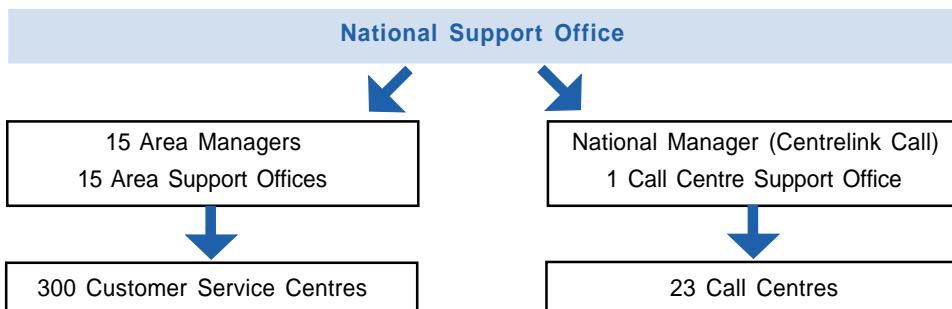 National Support Office
15 Area Managers
15 Area Support Offices
National Manager (Centrelink Call)
1 Call Centre Support Office
300 Customer Service Centres
23 Call Centres